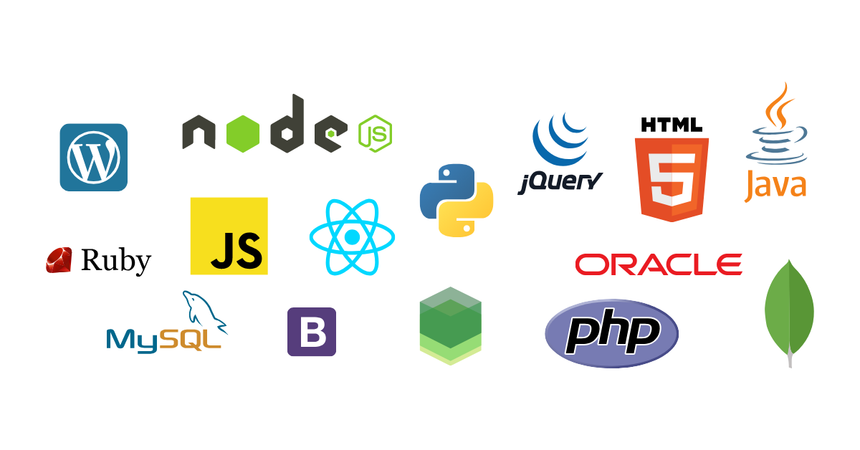 W
node
JS
jQuery
HTML
5
Java
JS
Ruby
ORACLE
MySQL
B
php